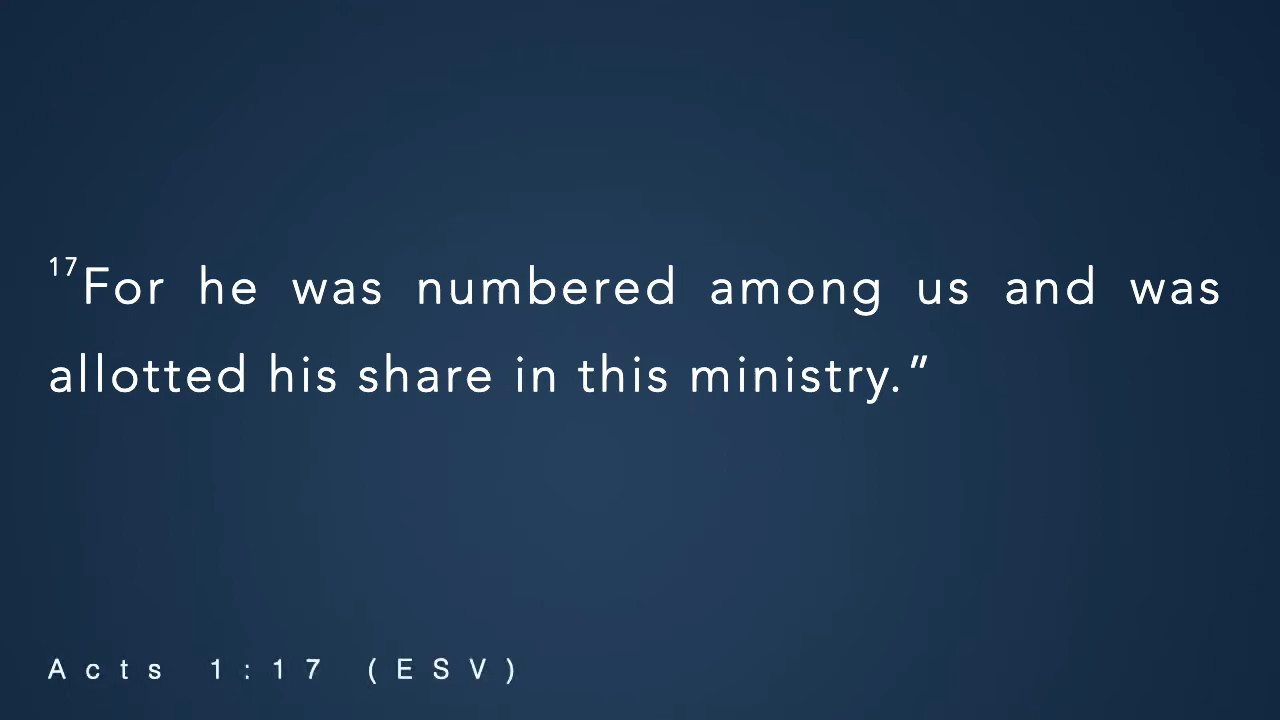 17For he was numbered among us and was
allotted his share in this ministry.”
Acts 1:17 (ESV)